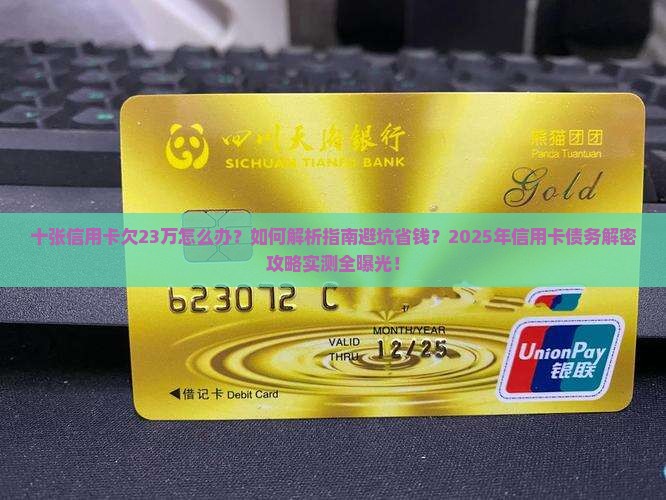 四川天府银行
SICHUAN TIANFU BANK
熊猫团团
Panda Tuantuan
Gold
十张信用卡欠23万怎么办？如何解析指南避坑省钱？2025年信用卡债务解密
攻略实测全曝光！
623072 C
MONTH/YEAR
VALID THRU 12/25
UnionPay
银联
◀借记卡 Debit Card